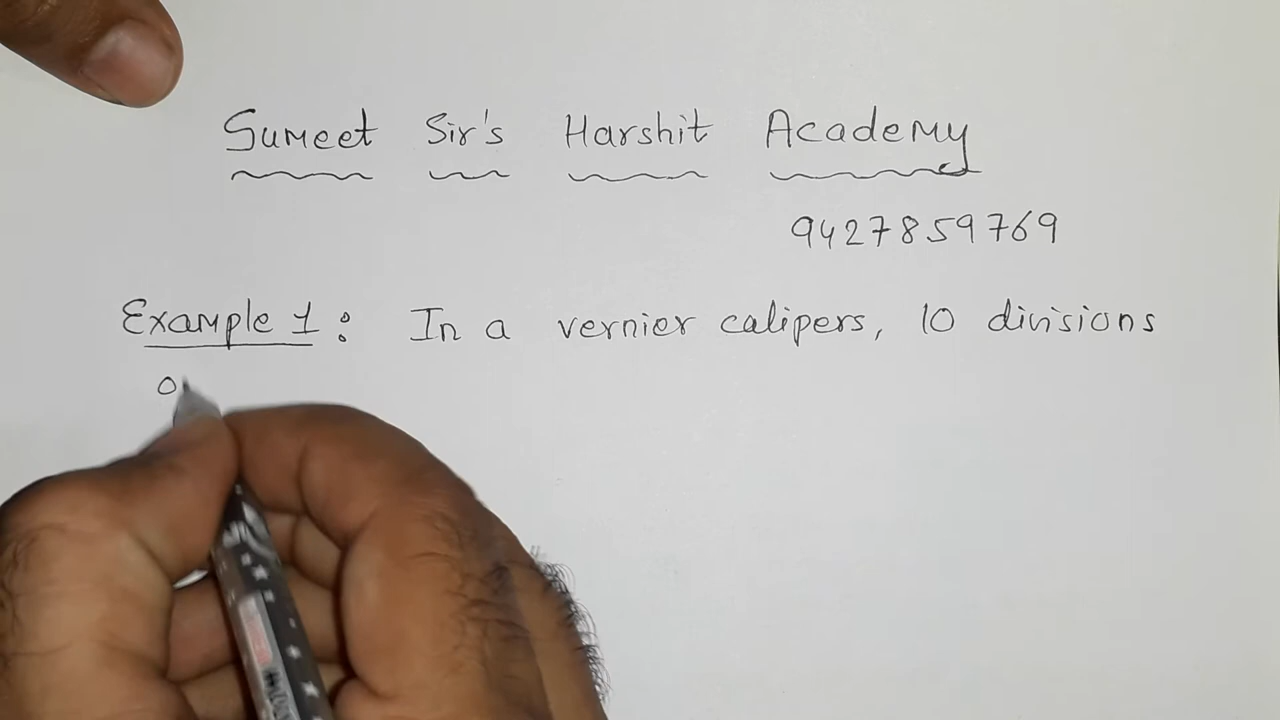 Sumeet Sir's Harshit Academy
9427859769
Example 1: In a vernier calipers, 10 divisions